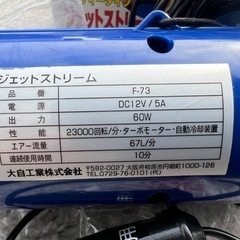 ジェットストリーム
品番 F-73
電源 DC12V/5A
出力 60W
性能 23000回転/分・ターボモーター・自動冷却装置
エアー流量 67L/分
連続使用時間 10分
大自工業株式会社
〒582-0027 大阪府柏原市円明町1000-126
TEL.0729-76-0101 (代)